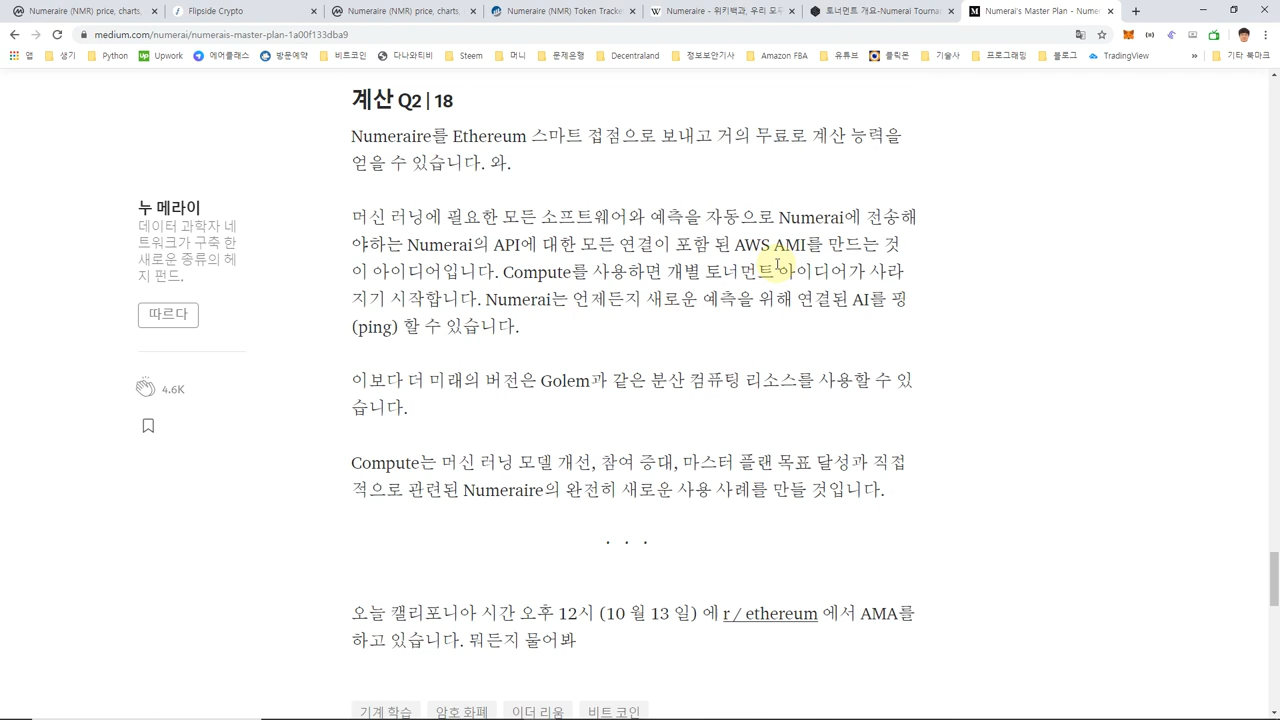 Numeraire (NMR) price, charts,
Flipside Crypto
Numeraire (NMR) price, charts,
Numeraire (NMR) Token Tracke
Numeraire - 위키백과, 우리 모두
토너먼트 개요-Numerai Tourna
Numerai's Master Plan - Nume
medium.com/numerai/numerais-master-plan-1a00f133dba9
앱
생기
Python
Upwork
에어클래스
방문예약
비트코인
다나와티비
Steem
머니
문제은행
Decentraland
정보보안기사
Amazon FBA
유튜브
클릭몬
기술사
프로그래밍
블로그
TradingView
»
기타 북마크
계산 Q2 | 18
Numeraire를 Ethereum 스마트 접점으로 보내고 거의 무료로 계산 능력을
얻을 수 있습니다. 와.
누 메라이
데이터 과학자 네
트워크가 구축 한
새로운 종류의 헤
지 펀드.
따르다
4.6K
머신 러닝에 필요한 모든 소프트웨어와 예측을 자동으로 Numerai에 전송해
야하는 Numerai의 API에 대한 모든 연결이 포함 된 AWS AMI를 만드는 것
이 아이디어입니다. Compute를 사용하면 개별 토너먼트 아이디어가 사라
지기 시작합니다. Numerai는 언제든지 새로운 예측을 위해 연결된 AI를 핑
(ping) 할 수 있습니다.
이보다 더 미래의 버전은 Golem과 같은 분산 컴퓨팅 리소스를 사용할 수 있
습니다.
Compute는 머신 러닝 모델 개선, 참여 증대, 마스터 플랜 목표 달성과 직접
적으로 관련된 Numeraire의 완전히 새로운 사용 사례를 만들 것입니다.
. . .
오늘 캘리포니아 시간 오후 12시 (10 월 13 일) 에 r / ethereum 에서 AMA를
하고 있습니다. 뭐든지 물어봐
기계 학습
암호 화폐
이더 리움
비트 코인